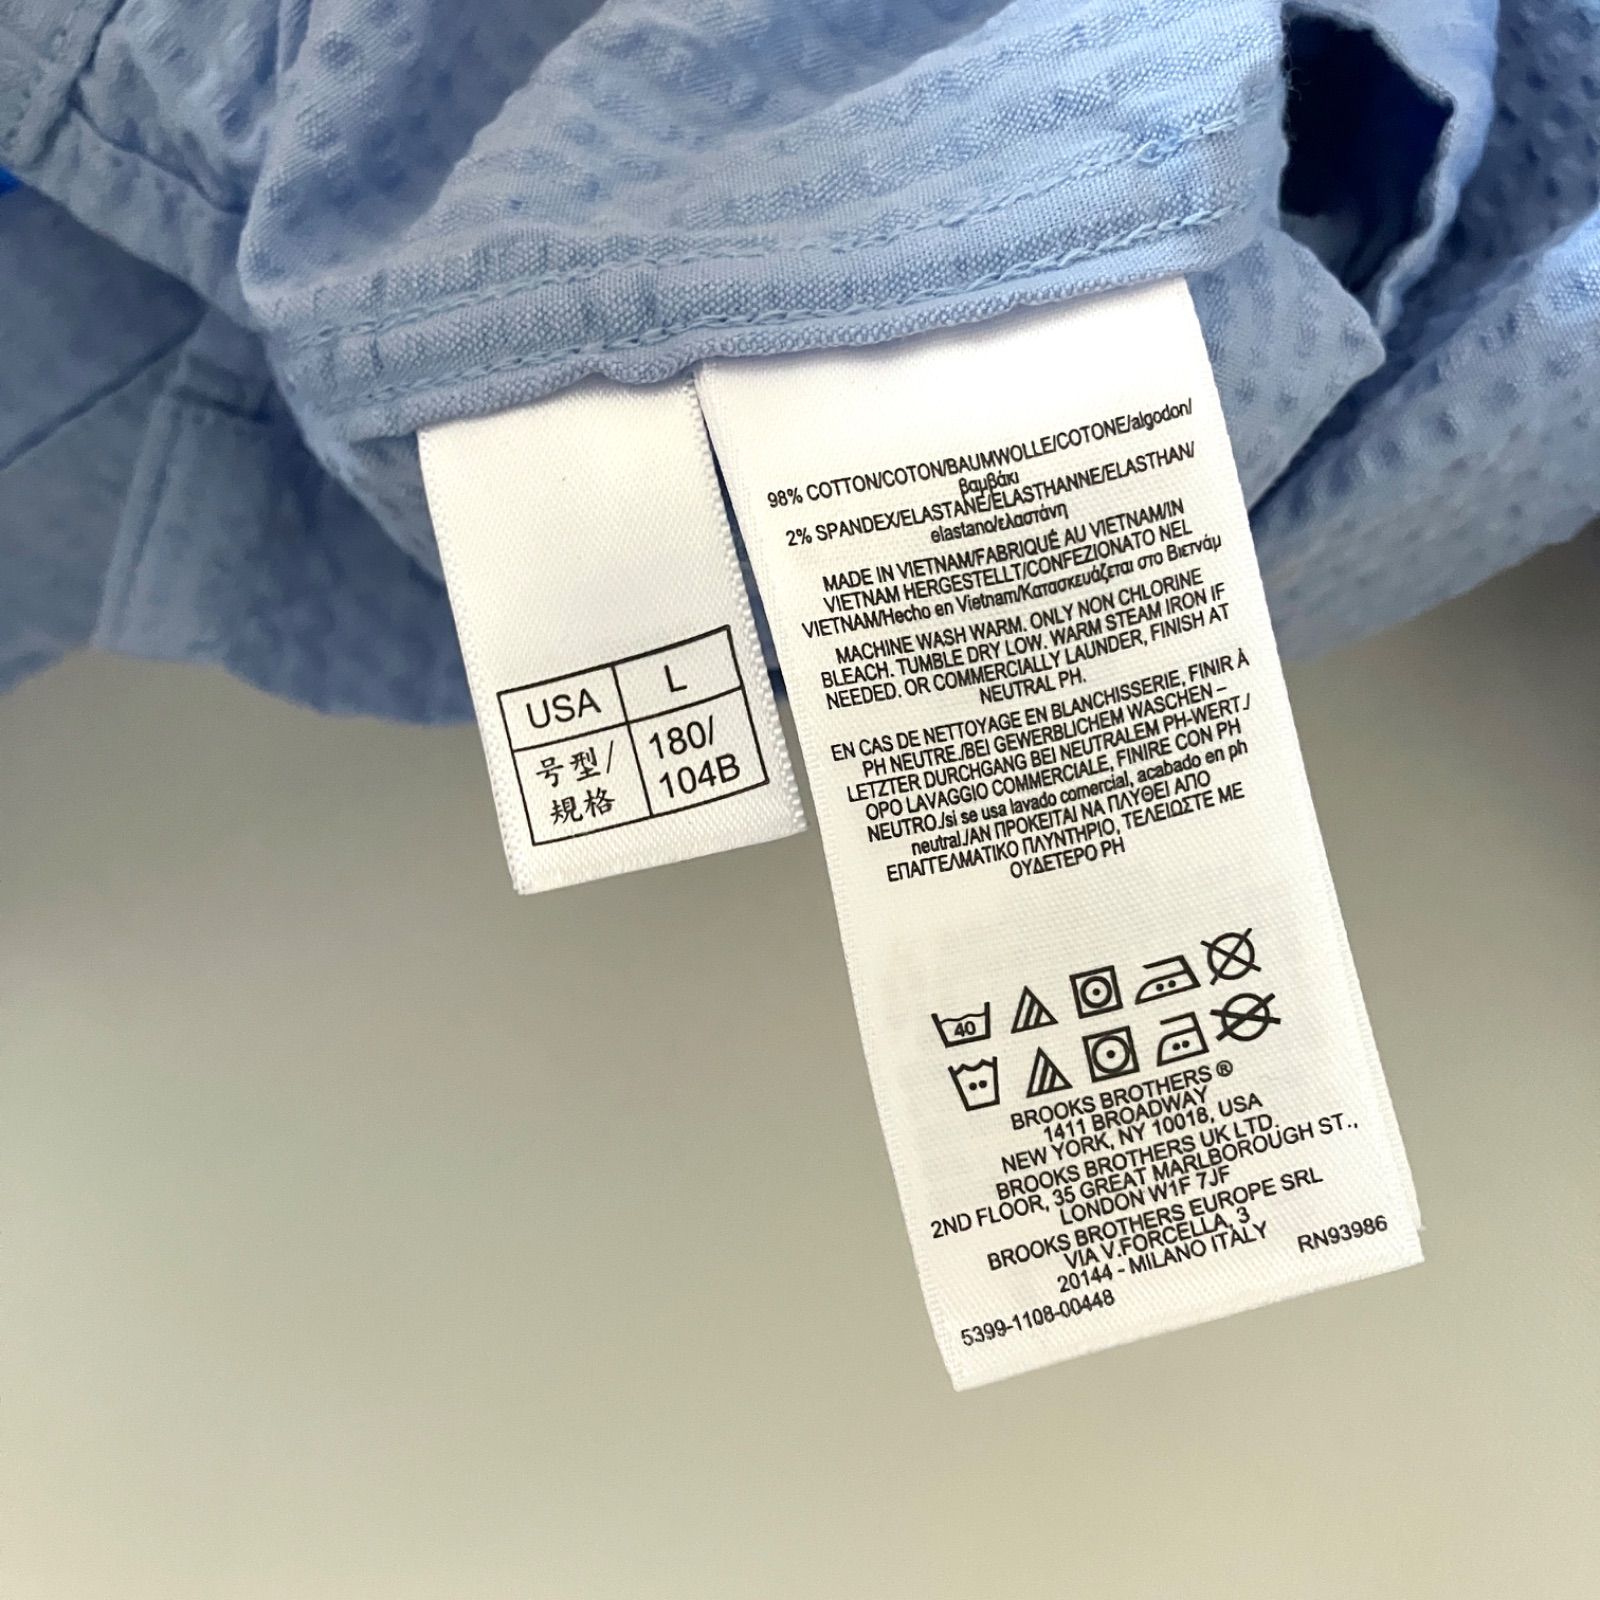 USA L
号型/ 180/
規格 104B
98% COTTON/COTON/BAUMWOLLE/COTONE/algodon/
βαμβάκι
2% SPANDEX/ELASTANE/ELASTHANNE/ELASTHAN/
elastano/ελαστάνη
MADE IN VIETNAM/FABRIQUÉ AU VIETNAM/IN
VIETNAM HERGESTELLT/CONFEZIONATO NEL
VIETNAM/Hecho en Vietnam/Κατασκευάζεται στο Βιετνάμ
MACHINE WASH WARM. ONLY NON CHLORINE
BLEACH. TUMBLE DRY LOW. WARM STEAM IRON IF
NEEDED. OR COMMERCIALLY LAUNDER, FINISH AT
NEUTRAL PH.
EN CAS DE NETTOYAGE EN BLANCHISSERIE, FINIR À
PH NEUTRE./BEI GEWERBLICHEM WASCHEN –
LETZTER DURCHGANG BEI NEUTRALEM PH-WERT./
OPO LAVAGGIO COMMERCIALE, FINIRE CON PH
NEUTRO./si se usa lavado comercial, acabado en ph
neutral./ΑΝ ΠΡΟΚΕΙΤΑΙ ΝΑ ΠΛΥΘΕΙ ΑΠΟ
ΕΠΑΓΓΕΛΜΑΤΙΚΟ ΠΛΥΝΤΗΡΙΟ, ΤΕΛΕΙΩΣΤΕ ΜΕ
ΟΥΔΕΤΕΡΟ PH
40
BROOKS BROTHERS ®
1411 BROADWAY
NEW YORK, NY 10018, USA
BROOKS BROTHERS UK LTD.
2ND FLOOR, 35 GREAT MARLBOROUGH ST.,
LONDON W1F 7JF
BROOKS BROTHERS EUROPE SRL
VIA V.FORCELLA, 3
20144 - MILANO ITALY
RN93986
5399-1108-00448